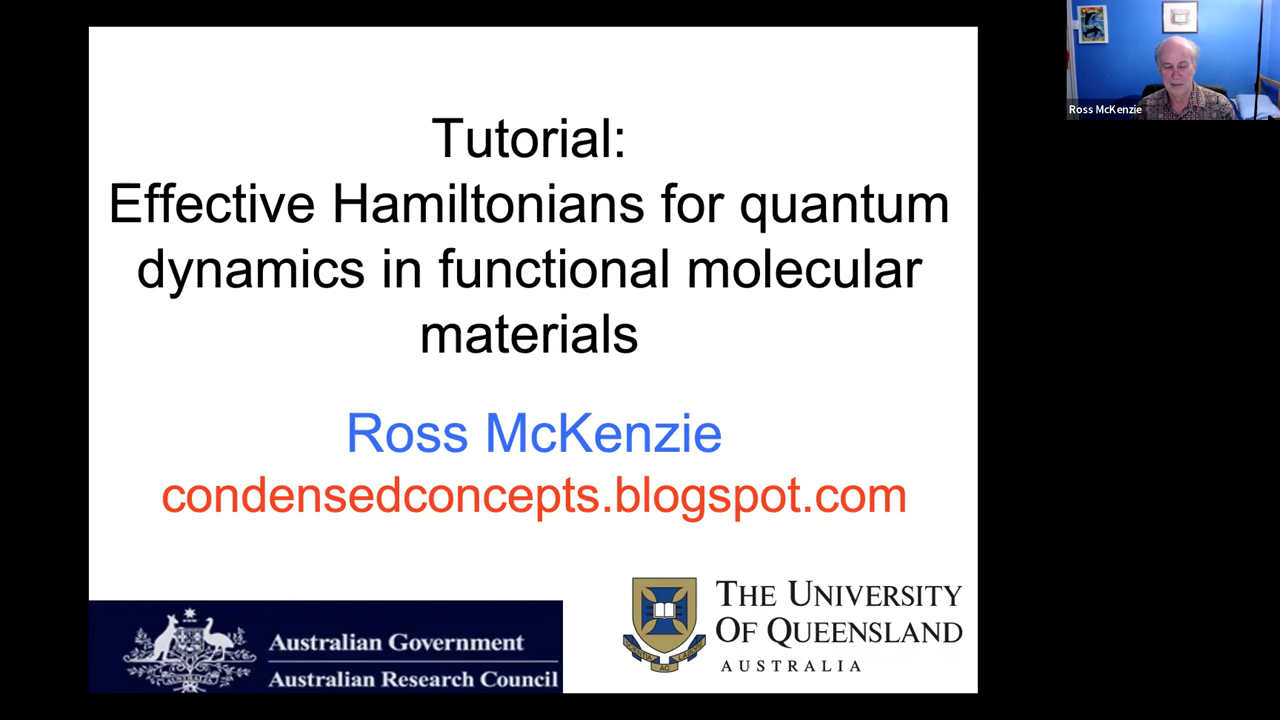 Tutorial:
Effective Hamiltonians for quantum
dynamics in functional molecular
materials
Ross McKenzie
condensedconcepts.blogspot.com
Australian Government
Australian Research Council
THE UNIVERSITY
OF QUEENSLAND
AUSTRALIA
Ross McKenzie